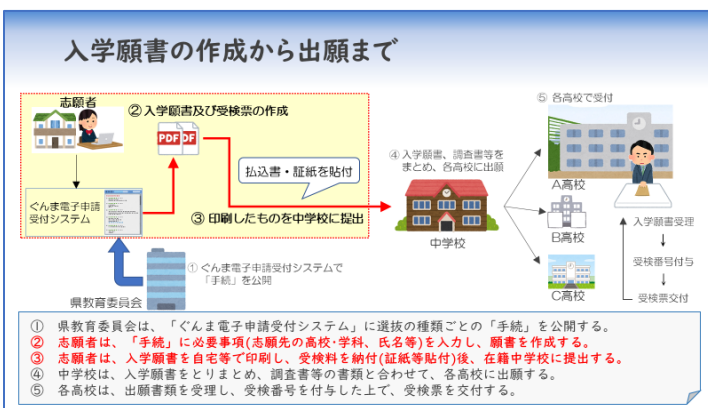 入学願書の作成から出願まで
志願者
② 入学願書及び受検票の作成
PDF
DF
払込書・証紙を貼付
ぐんま電子申請
受付システム
③ 印刷したものを中学校に提出
④ 入学願書、調査書等を
まとめ、各高校に出願
中学校
⑤ 各高校で受付
A高校
B高校
C高校
入学願書受理
受検番号付与
受検票交付
① ぐんま電子申請受付システムで
「手続」を公開
県教育委員会
① 県教育委員会は、「ぐんま電子申請受付システム」に選抜の種類ごとの「手続」を公開する。
② 志願者は、「手続」に必要事項(志願先の高校・学科、氏名等)を入力し、願書を作成する。
③ 志願者は、入学願書を自宅等で印刷し、受検料を納付(証紙等貼付)後、在籍中学校に提出する。
④ 中学校は、入学願書をとりまとめ、調査書等の書類と合わせて、各高校に出願する。
⑤ 各高校は、出願書類を受理し、受検番号を付与した上で、受検票を交付する。